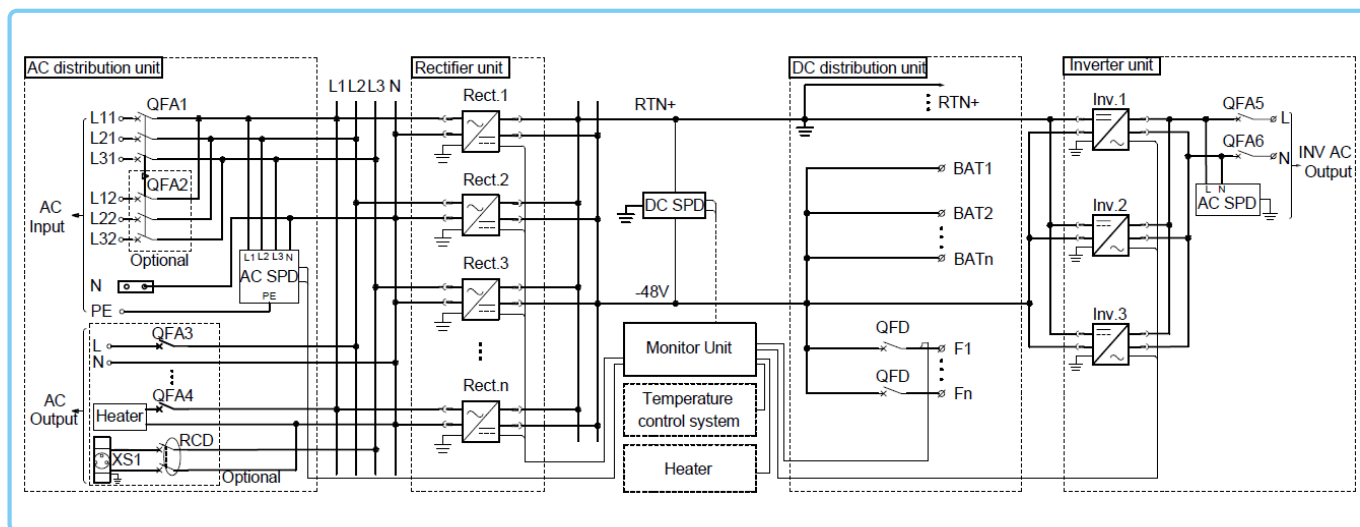 AC distribution unit
Rectifier unit
DC distribution unit
Inverter unit
L1 L2 L3 N
L11
QFA1
L21
L31
L12
QFA2
L22
L32
Optional
AC
Input
N
PE
L1 L2 L3 N
AC SPD
PE
L
QFA3
N
QFA4
AC
Output
Heater
XS1
RCD
Optional
Rect.1
Rect.2
Rect.3
Rect.n
RTN+
DC SPD
-48V
Monitor Unit
Temperature
control system
Heater
RTN+
BAT1
BAT2
BATn
QFD
F1
QFD
Fn
Inv.1
Inv.2
Inv.3
QFA5
L
QFA6
N
L N
AC SPD
INV AC
Output